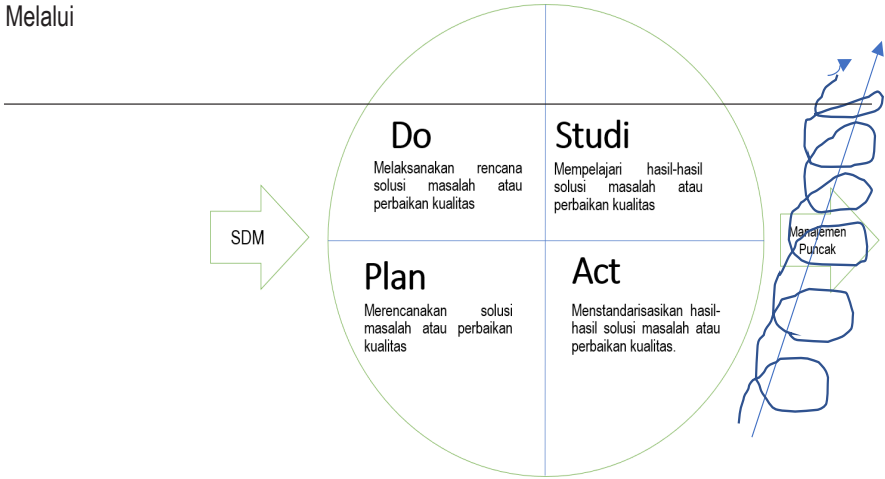 Melalui
Do
Melaksanakan rencana
solusi masalah atau
perbaikan kualitas
Studi
Mempelajari hasil-hasil
solusi masalah atau
perbaikan kualitas
SDM
Manajemen
Puncak
Plan
Merencanakan solusi
masalah atau perbaikan
kualitas
Act
Menstandarisasikan hasil-
hasil solusi masalah atau
perbaikan kualitas.